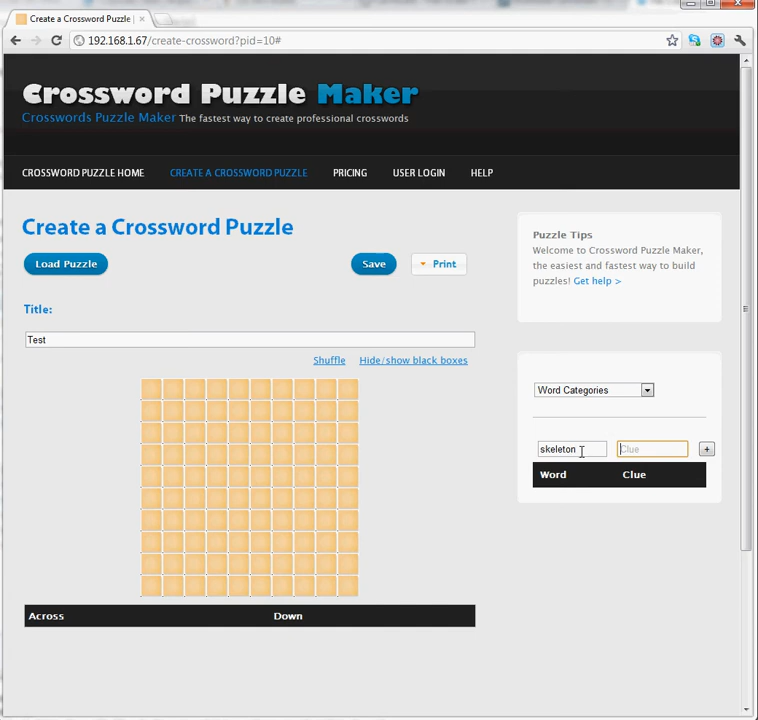 Create a Crossword Puzzle |
192.168.1.67/create-crossword?pid=10#
Crossword Puzzle Maker
Crosswords Puzzle Maker The fastest way to create professional crosswords
CROSSWORD PUZZLE HOME CREATE A CROSSWORD PUZZLE PRICING USER LOGIN HELP
Create a Crossword Puzzle
Load Puzzle Save Print
Title:
Test
Shuffle Hide/show black boxes
Across Down
Puzzle Tips
Welcome to Crossword Puzzle Maker,
the easiest and fastest way to build
puzzles! Get help >
Word Categories
skeleton Clue +
Word Clue